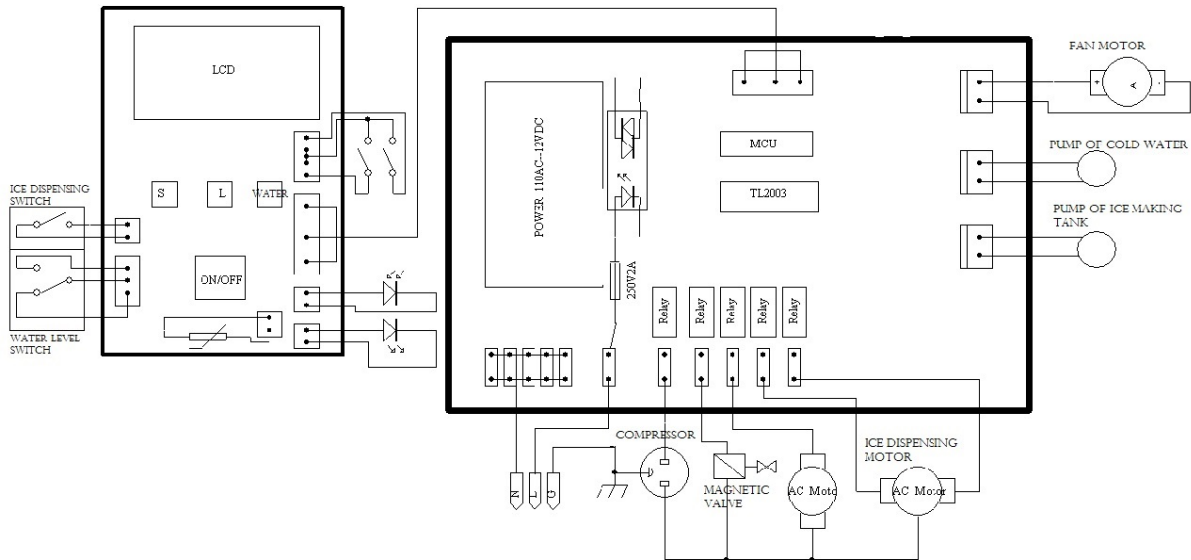 LCD
S
L
WATER
ICE DISPENSING
SWITCH
ON/OFF
WATER LEVEL
SWITCH
POWER 110AC--12VDC
250V2A
MCU
TL2003
Relay
Relay
Relay
Relay
Relay
FAN MOTOR
+
A
-
PUMP OF COLD WATER
PUMP OF ICE MAKING
TANK
N
L
G
COMPRESSOR
MAGNETIC
VALVE
AC Moto
ICE DISPENSING
MOTOR
AC Motor